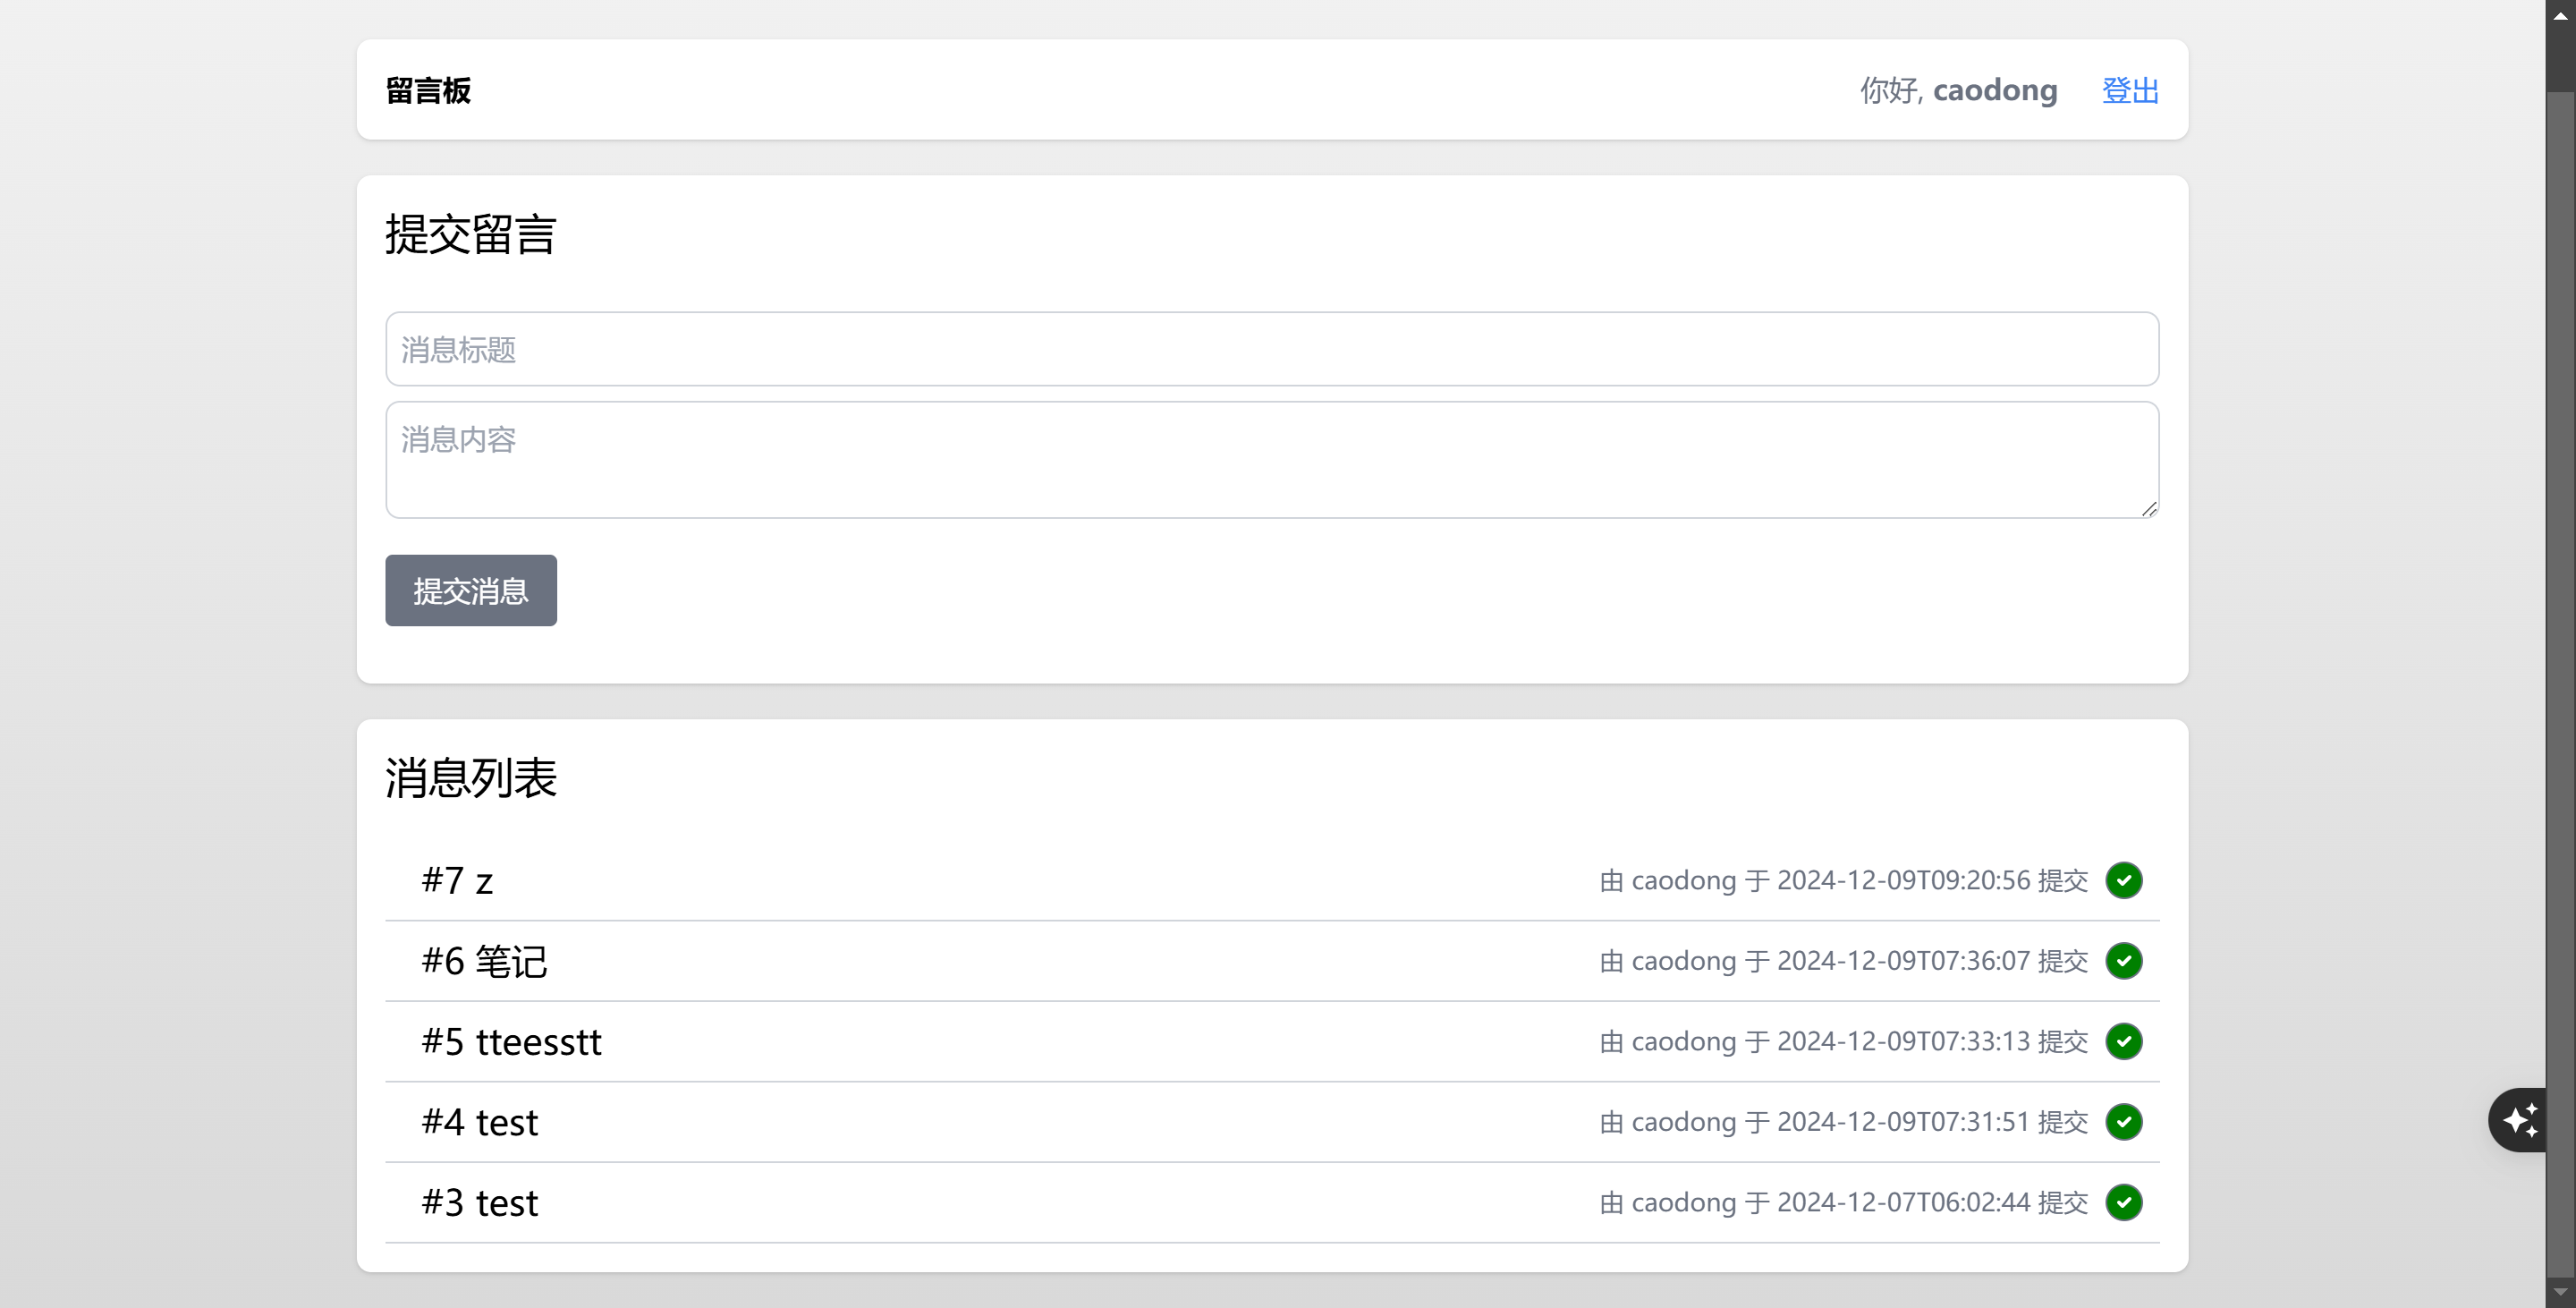 留言板
你好, caodong 登出
提交留言
消息标题
消息内容
提交消息
消息列表
#7 z 由 caodong 于 2024-12-09T09:20:56 提交
#6 笔记 由 caodong 于 2024-12-09T07:36:07 提交
#5 tteesstt 由 caodong 于 2024-12-09T07:33:13 提交
#4 test 由 caodong 于 2024-12-09T07:31:51 提交
#3 test 由 caodong 于 2024-12-07T06:02:44 提交